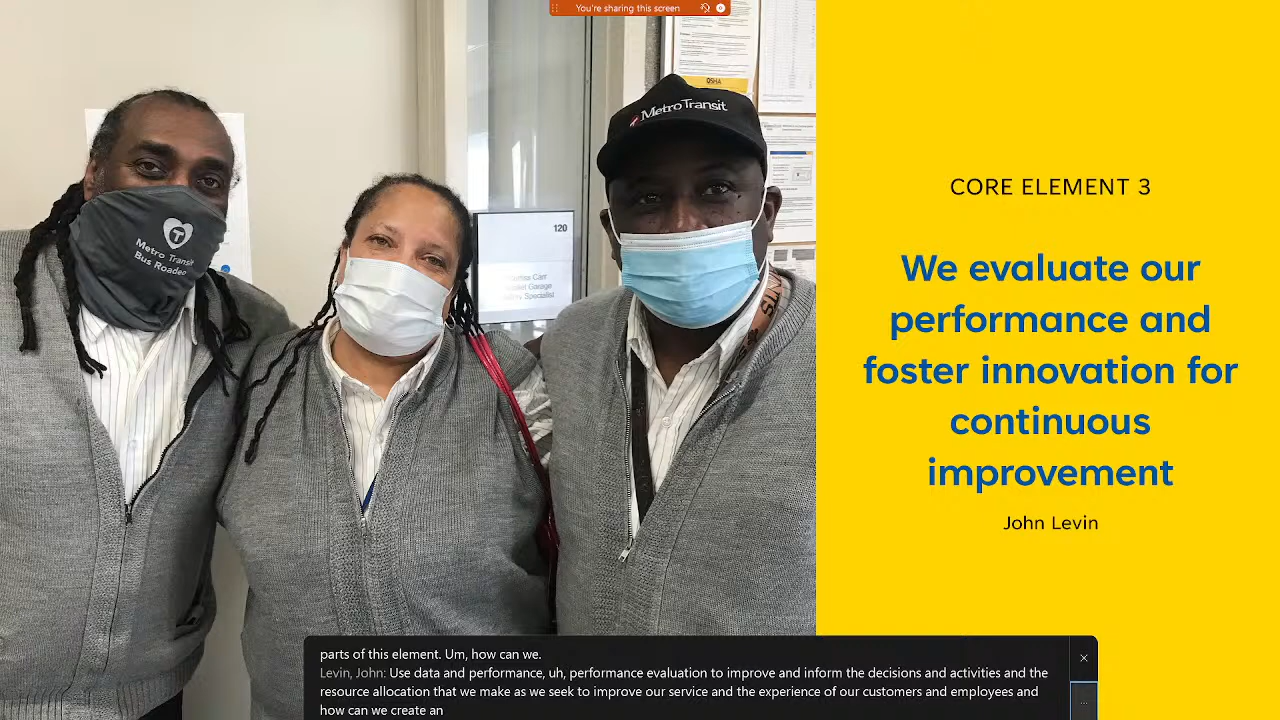 You're sharing this screen
OSHA
MetroTransit
120
Metro Transit
Bus Roadeo
CORE ELEMENT 3
We evaluate our
performance and
foster innovation for
continuous
improvement
John Levin
parts of this element. Um, how can we.
Levin, John: Use data and performance, uh, performance evaluation to improve and inform the decisions and activities and the
resource allocation that we make as we seek to improve our service and the experience of our customers and employees and
how can we create an